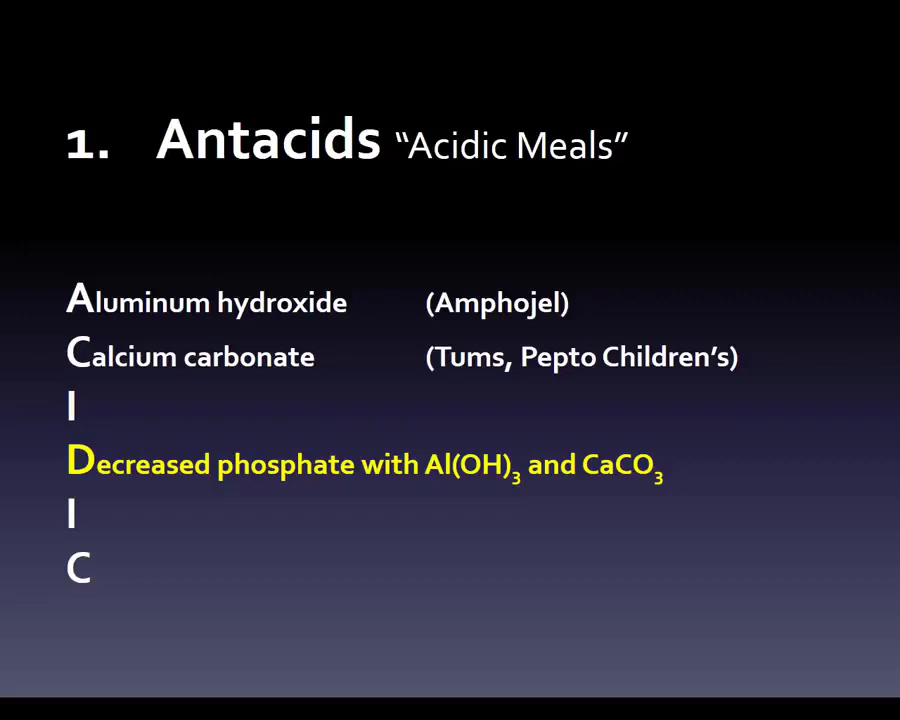 1. Antacids “Acidic Meals”
Aluminum hydroxide (Amphojel)
Calcium carbonate (Tums, Pepto Children’s)
I
Decreased phosphate with Al(OH)₃ and CaCO₃
I
C